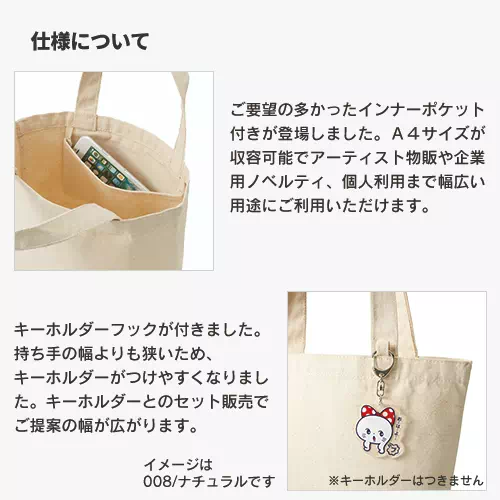 仕様について
ご要望の多かったインナーポケット
付きが登場しました。A4サイズが
収容可能でアーティスト物販や企業
用ノベルティ、個人利用まで幅広い
用途にご利用いただけます。
キーホルダーフックが付きました。
持ち手の幅よりも狭いため、
キーホルダーがつけやすくなりまし
た。キーホルダーとのセット販売で
ご提案の幅が広がります。
イメージは
008/ナチュラルです
※キーホルダーはつきません